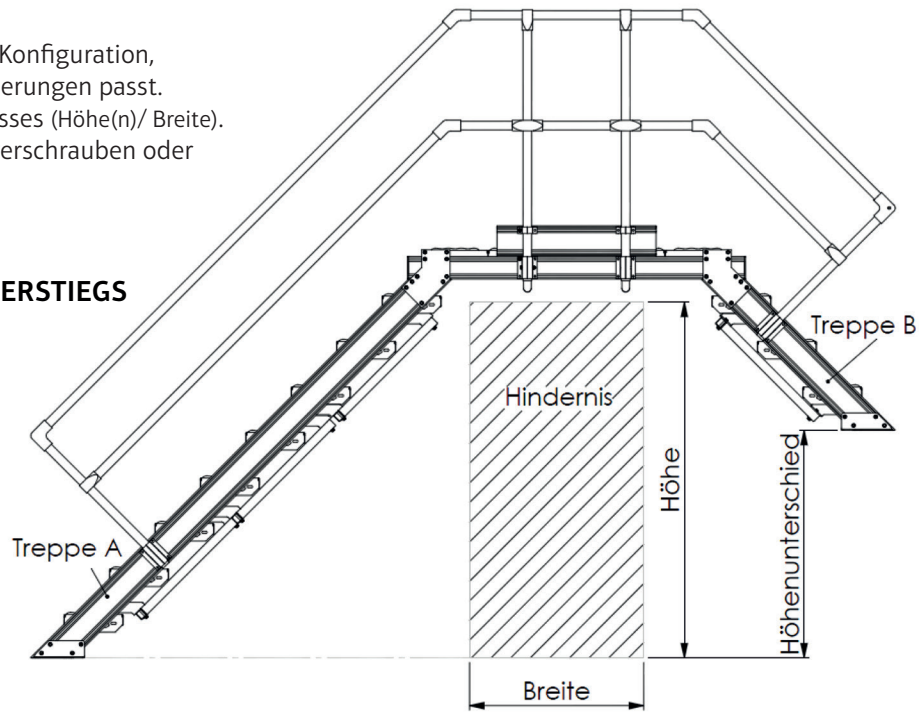 Konfiguration,
erungen passt.
sses (Höhe(n)/ Breite).
erschrauben oder
ERSTIEGS
Treppe B
Hindernis
Höhe
Höhenunterschied
Treppe A
Breite